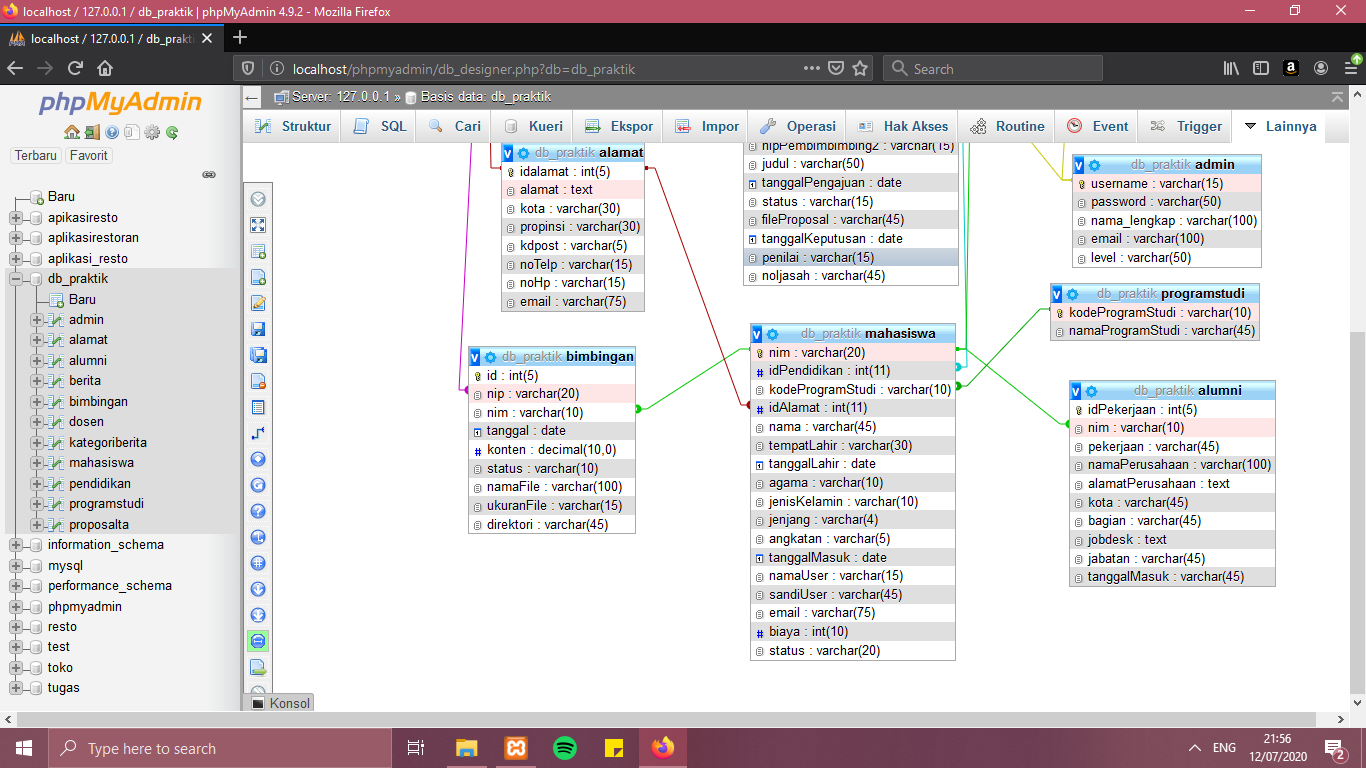 localhost / 127.0.0.1 / db_praktik | phpMyAdmin 4.9.2 - Mozilla Firefox
localhost / 127.0.0.1 / db_prakti
localhost/phpmyadmin/db_designer.php?db=db_praktik
Search
phpMyAdmin
Terbaru
Favorit
Baru
apikasiresto
aplikasirestoran
aplikasi_resto
db_praktik
Baru
admin
alamat
alumni
berita
bimbingan
dosen
kategoriberita
mahasiswa
pendidikan
programstudi
proposalta
information_schema
mysql
performance_schema
phpmyadmin
resto
test
toko
tugas
Server: 127.0.0.1 » Basis data: db_praktik
Struktur
SQL
Cari
Kueri
Ekspor
Impor
Operasi
Hak Akses
Routine
Event
Trigger
Lainnya
db_praktik alamat
idalamat : int(5)
alamat : text
kota : varchar(30)
propinsi : varchar(30)
kdpost : varchar(5)
noTelp : varchar(15)
noHp : varchar(15)
email : varchar(75)
db_praktik bimbingan
id : int(5)
nip : varchar(20)
nim : varchar(10)
tanggal : date
konten : decimal(10,0)
status : varchar(10)
namaFile : varchar(100)
ukuranFile : varchar(15)
direktori : varchar(45)
nipPembimbimbing2 : varchar(15)
judul : varchar(50)
tanggalPengajuan : date
status : varchar(15)
fileProposal : varchar(45)
tanggalKeputusan : date
penilai : varchar(15)
noIjasah : varchar(45)
db_praktik mahasiswa
nim : varchar(20)
idPendidikan : int(11)
kodeProgramStudi : varchar(10)
idAlamat : int(11)
nama : varchar(45)
tempatLahir : varchar(30)
tanggalLahir : date
agama : varchar(10)
jenisKelamin : varchar(10)
jenjang : varchar(4)
angkatan : varchar(5)
tanggalMasuk : date
namaUser : varchar(15)
sandiUser : varchar(45)
email : varchar(75)
biaya : int(10)
status : varchar(20)
db_praktik admin
username : varchar(15)
password : varchar(50)
nama_lengkap : varchar(100)
email : varchar(100)
level : varchar(50)
db_praktik programstudi
kodeProgramStudi : varchar(10)
namaProgramStudi : varchar(45)
db_praktik alumni
idPekerjaan : int(5)
nim : varchar(10)
pekerjaan : varchar(45)
namaPerusahaan : varchar(100)
alamatPerusahaan : text
kota : varchar(45)
bagian : varchar(45)
jobdesk : text
jabatan : varchar(45)
tanggalMasuk : varchar(45)
Konsol
Type here to search
ENG
21:56
12/07/2020
2